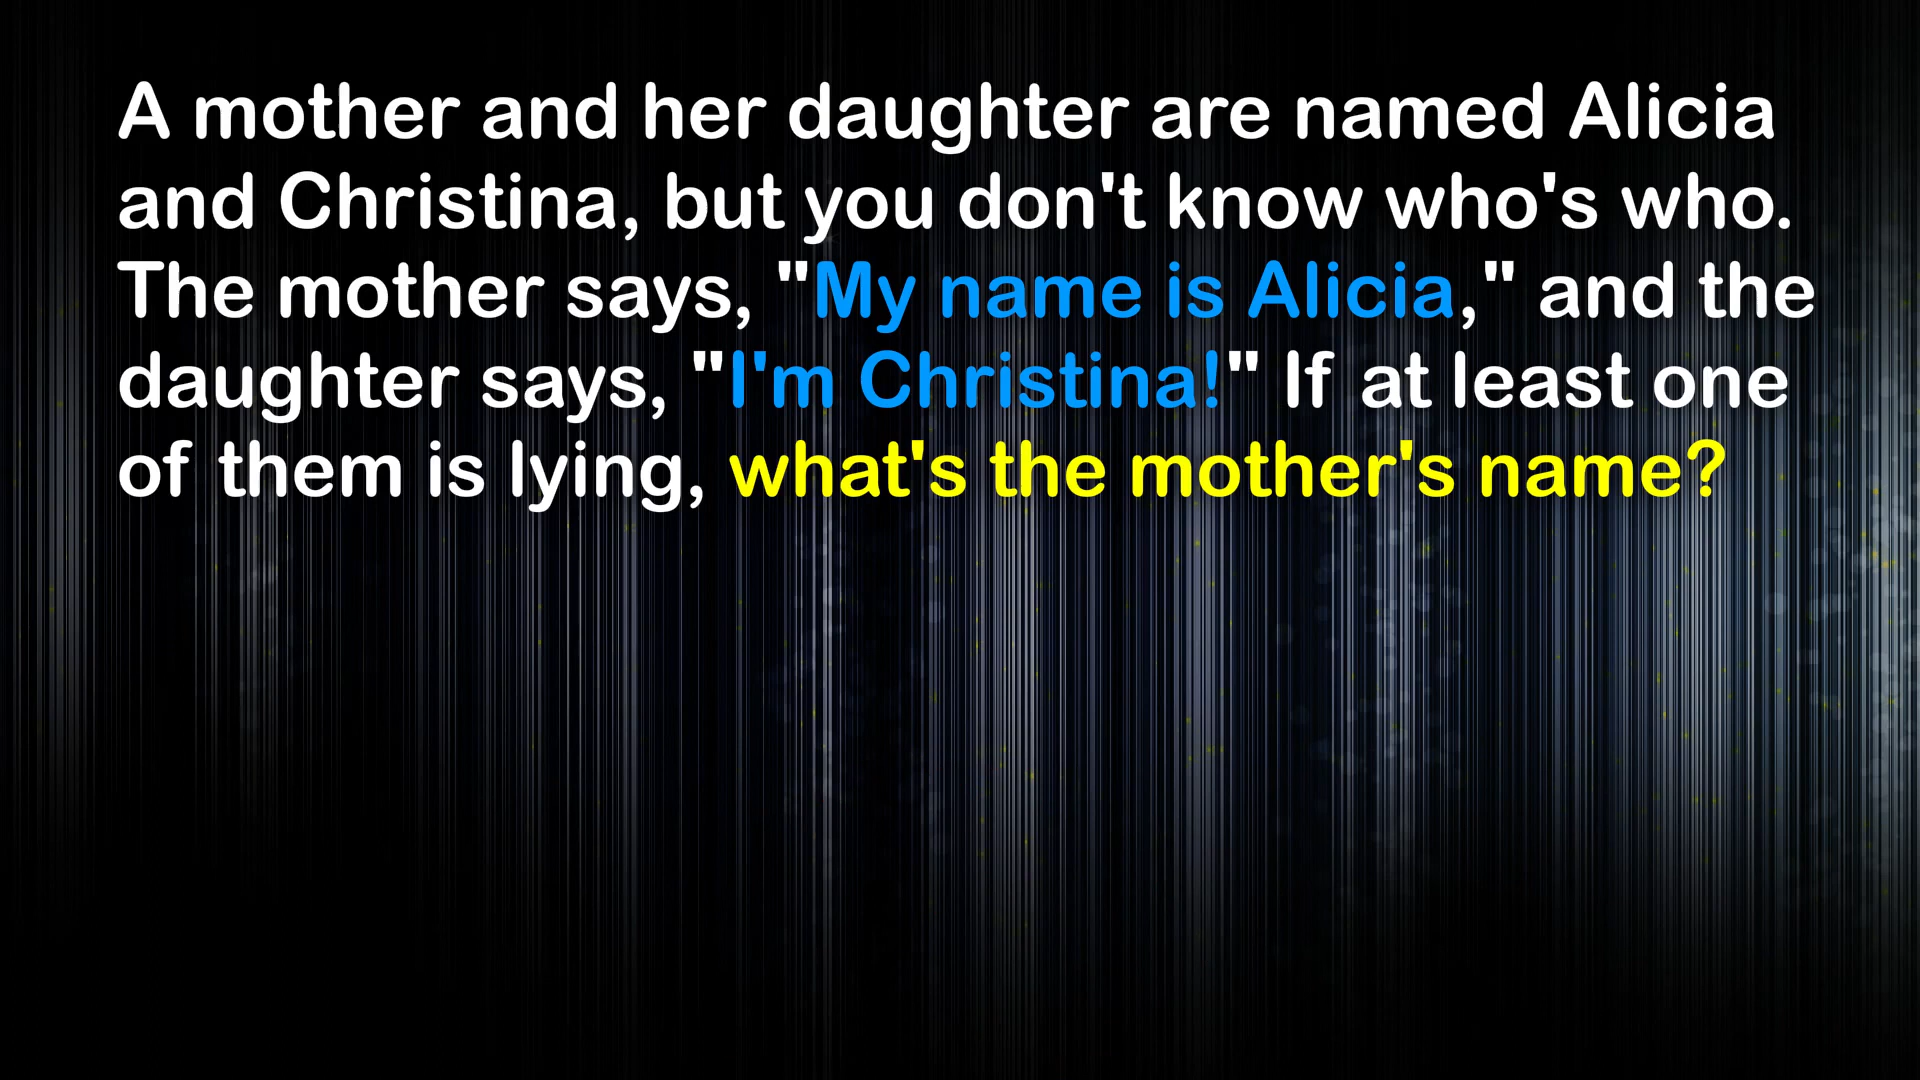 A mother and her daughter are named Alicia
and Christina, but you don't know who's who.
The mother says, "My name is Alicia," and the
daughter says, "I'm Christina!" If at least one
of them is lying, what's the mother's name?